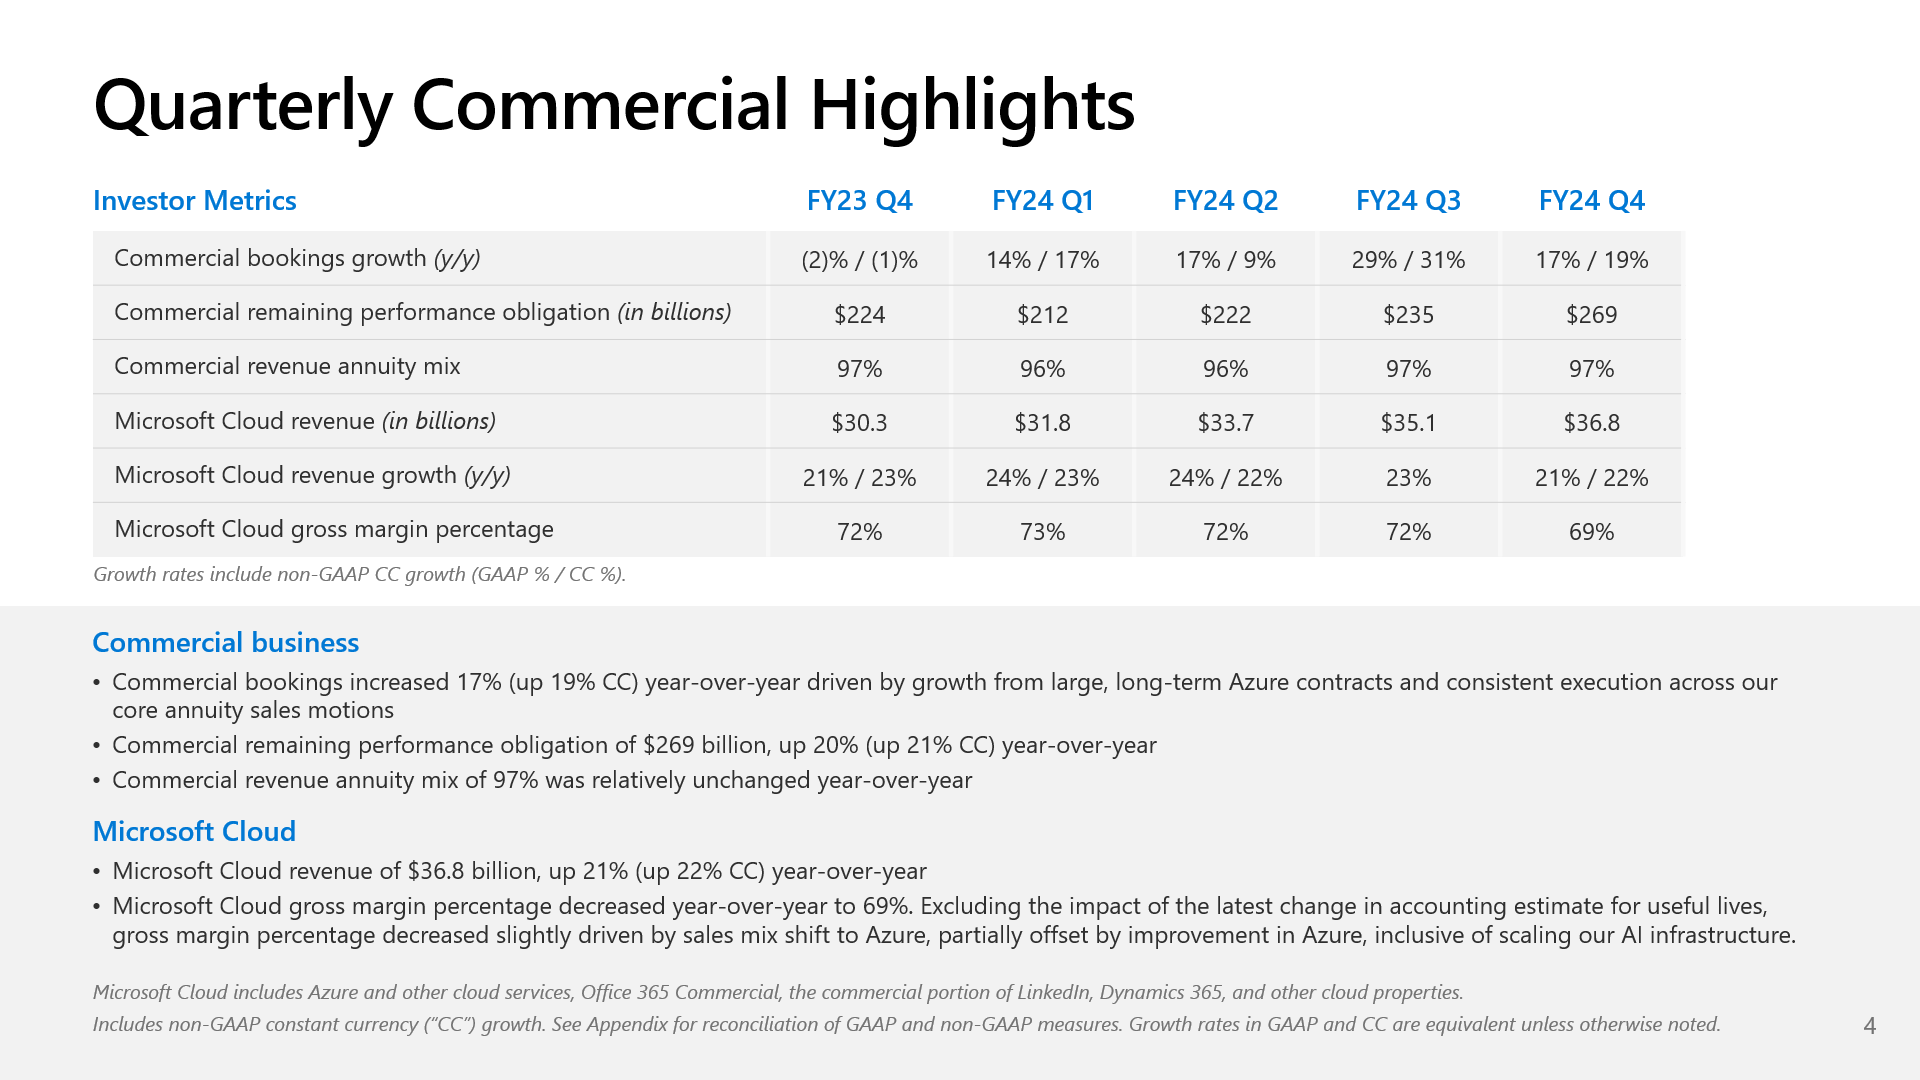 Quarterly Commercial Highlights
Investor Metrics FY23 Q4 FY24 Q1 FY24 Q2 FY24 Q3 FY24 Q4
Commercial bookings growth (y/y) (2)% / (1)% 14% / 17% 17% / 9% 29% / 31% 17% / 19%
Commercial remaining performance obligation (in billions) $224 $212 $222 $235 $269
Commercial revenue annuity mix 97% 96% 96% 97% 97%
Microsoft Cloud revenue (in billions) $30.3 $31.8 $33.7 $35.1 $36.8
Microsoft Cloud revenue growth (y/y) 21% / 23% 24% / 23% 24% / 22% 23% 21% / 22%
Microsoft Cloud gross margin percentage 72% 73% 72% 72% 69%
Growth rates include non-GAAP CC growth (GAAP % / CC %).
Commercial business
• Commercial bookings increased 17% (up 19% CC) year-over-year driven by growth from large, long-term Azure contracts and consistent execution across our
core annuity sales motions
• Commercial remaining performance obligation of $269 billion, up 20% (up 21% CC) year-over-year
• Commercial revenue annuity mix of 97% was relatively unchanged year-over-year
Microsoft Cloud
• Microsoft Cloud revenue of $36.8 billion, up 21% (up 22% CC) year-over-year
• Microsoft Cloud gross margin percentage decreased year-over-year to 69%. Excluding the impact of the latest change in accounting estimate for useful lives,
gross margin percentage decreased slightly driven by sales mix shift to Azure, partially offset by improvement in Azure, inclusive of scaling our AI infrastructure.
Microsoft Cloud includes Azure and other cloud services, Office 365 Commercial, the commercial portion of LinkedIn, Dynamics 365, and other cloud properties.
Includes non-GAAP constant currency (“CC”) growth. See Appendix for reconciliation of GAAP and non-GAAP measures. Growth rates in GAAP and CC are equivalent unless otherwise noted.
4